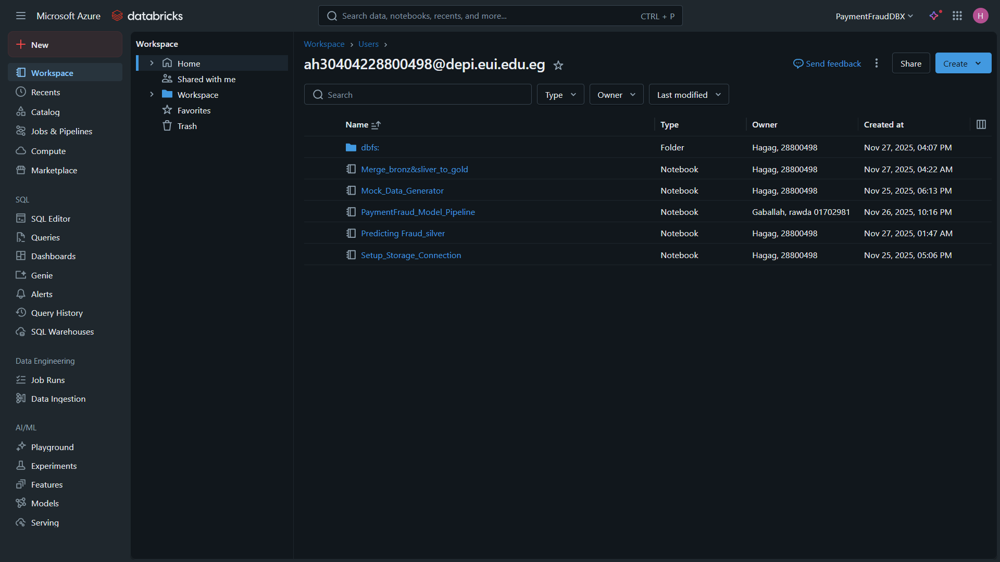 Microsoft Azure databricks
Search data, notebooks, recents, and more... CTRL + P
PaymentFraudDBX
H
New
Workspace
Recents
Catalog
Jobs & Pipelines
Compute
Marketplace
SQL
SQL Editor
Queries
Dashboards
Genie
Alerts
Query History
SQL Warehouses
Data Engineering
Job Runs
Data Ingestion
AI/ML
Playground
Experiments
Features
Models
Serving
Workspace
Home
Shared with me
Workspace
Favorites
Trash
Workspace > Users >
ah30404228800498@depi.eui.edu.eg
Send feedback
Share
Create
Search
Type
Owner
Last modified
Name Type Owner Created at
dbfs: Folder Hagag, 28800498 Nov 27, 2025, 04:07 PM
Merge_bronz&sliver_to_gold Notebook Hagag, 28800498 Nov 27, 2025, 04:22 AM
Mock_Data_Generator Notebook Hagag, 28800498 Nov 25, 2025, 06:13 PM
PaymentFraud_Model_Pipeline Notebook Gaballah, rawda 01702981 Nov 26, 2025, 10:16 PM
Predicting Fraud_silver Notebook Hagag, 28800498 Nov 27, 2025, 01:47 AM
Setup_Storage_Connection Notebook Hagag, 28800498 Nov 25, 2025, 05:06 PM